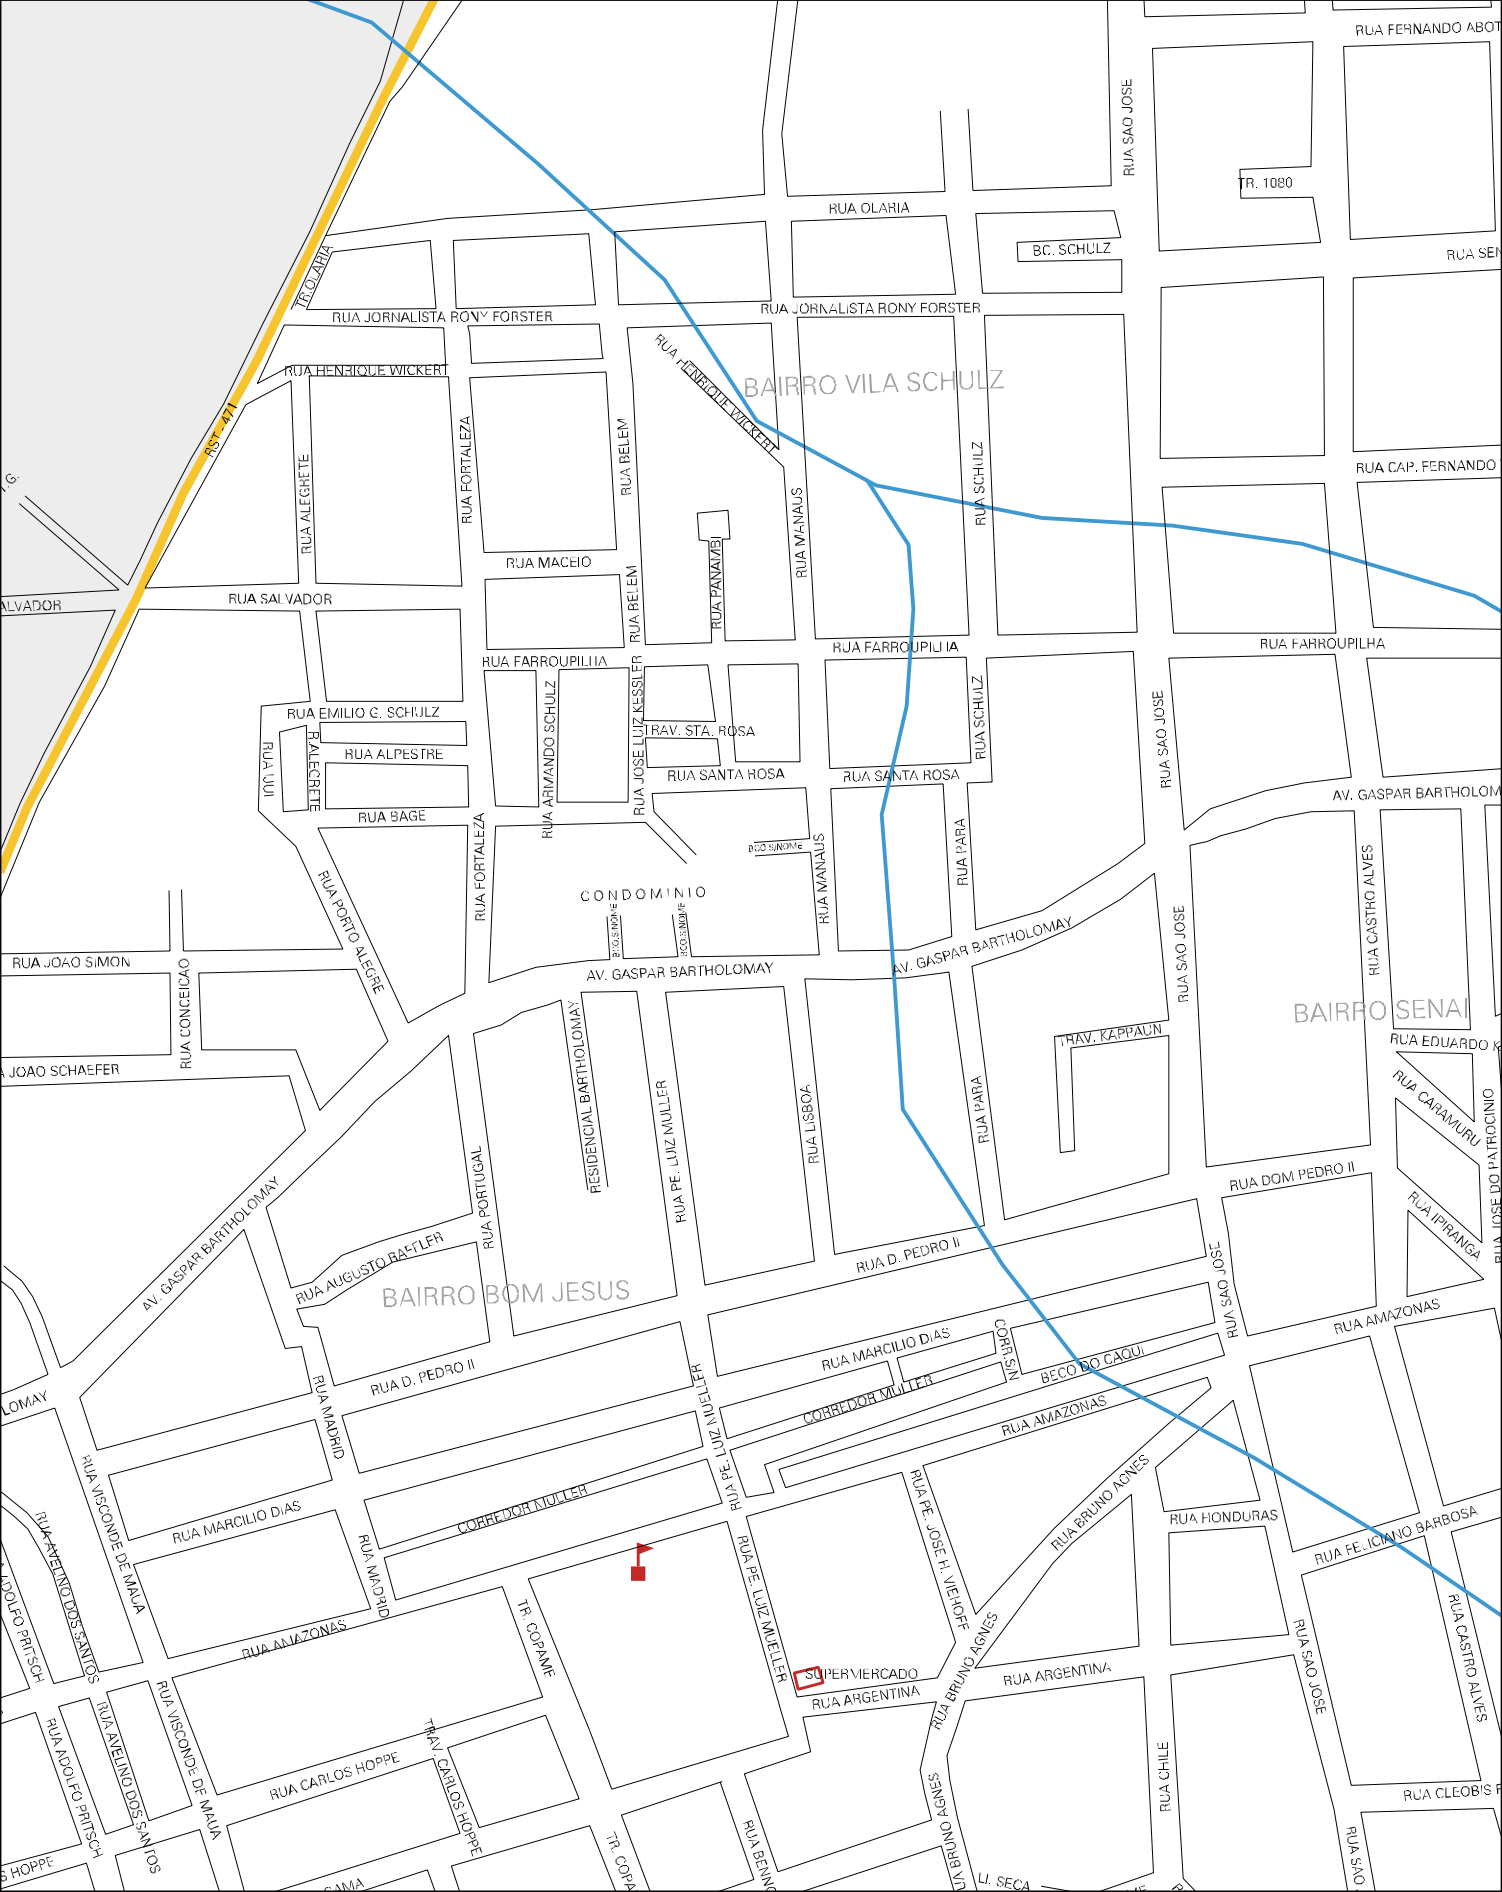 RUA FERNANDO ABOT
RUA SAO JOSE
TR. 1080
RUA OLARIA
BC. SCHULZ
RUA SEN
TR.OLARIA
RUA JORNALISTA RONY FORSTER
RUA JORNALISTA RONY FORSTER
RUA HENRIQUE WICKERT
RUA HENRIQUE WICKERT
BAIRRO VILA SCHULZ
RST - 471
RUA FORTALEZA
RUA BELEM
RUA SCHULZ
RUA CAP. FERNANDO
RUA ALEGRETE
RUA MANAUS
RUA MACEIO
RUA PANAMBI
RUA BELEM
ALVADOR
RUA SALVADOR
RUA FARROUPILHA
RUA FARROUPILHA
RUA FARROUPILHA
RUA EMILIO G. SCHULZ
RUA ALPESTRE
R.ALEGRETE
RUA IJUI
RUA ARMANDO SCHULZ
RUA JOSE LUIZ KESSLER
TRAV. STA. ROSA
RUA SANTA ROSA
RUA SANTA ROSA
RUA SCHULZ
RUA SAO JOSE
AV. GASPAR BARTHOLOM
RUA BAGE
RUA FORTALEZA
BCO.S/NOME
RUA MANAUS
RUA PARA
RUA CASTRO ALVES
CONDOMINIO
BCO.S/NOME
BCO.S/NOME
RUA PORTO ALEGRE
RUA JOAO SIMON
RUA CONCEICAO
AV. GASPAR BARTHOLOMAY
AV. GASPAR BARTHOLOMAY
RUA SAO JOSE
BAIRRO SENAI
TRAV. KAPPAUN
RUA EDUARDO K
A JOAO SCHAEFER
RESIDENCIAL BARTHOLOMAY
RUA PE. LUIZ MULLER
RUA LISBOA
RUA PARA
RUA CARAMURU
RUA JOSE DO PATROCINIO
RUA DOM PEDRO II
RUA IPIRANGA
RUA PORTUGAL
AV. GASPAR BARTHOLOMAY
RUA AUGUSTO RAFFLER
BAIRRO BOM JESUS
RUA D. PEDRO II
RUA SAO JOSE
RUA AMAZONAS
RUA MARCILIO DIAS
CORR.S/N
BECO DO CAQUI
RUA D. PEDRO II
LOMAY
CORREDOR MULLER
RUA AMAZONAS
RUA MADRID
RUA PE. LUIZ MUELLER
RUA VISCONDE DE MAUA
RUA MARCILIO DIAS
CORREDOR MULLER
RUA BRUNO AGNES
RUA HONDURAS
RUA FELICIANO BARBOSA
RUA PE. JOSE H. VIEHOFF
RUA AVELINO DOS SANTOS
ADOLFO PRITSCH
RUA MADRID
RUA PE. LUIZ MUELLER
TR. COPAME
RUA AMAZONAS
SUPERMERCADO
RUA ARGENTINA
RUA BRUNO AGNES
RUA ARGENTINA
RUA SAO JOSE
RUA CASTRO ALVES
RUA VISCONDE DE MAUA
RUA AVELINO DOS SANTOS
RUA ADOLFO PRITSCH
RUA CARLOS HOPPE
TRAV. CARLOS HOPPE
RUA CHILE
RUA CLEOBIS
RUA BRUNO AGNES
RUA BENNO
TR. COPA
RUA SAO
S HOPPE
LI. SECA